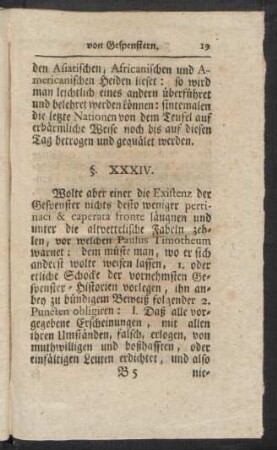 von Gespenstern. 19
den Asiatischen, Africanischen und A-
mericanischen Heiden lieset: so wird
man leichtlich eines andern überführet
und belehret werden können: sintemalen
die letzte Nationen von dem Teufel auf
erbärmliche Weise noch bis auf diesen
Tag betrogen und gequälet werden.
§. XXXIV.
Wolte aber einer die Existenz der
Gespenster nichts desto weniger perti-
naci & caperata fronte läugnen und
unter die altvettelische Fabeln zeh-
len, vor welchen Paulus Timotheum
warnet: dem müste man, wo er sich
anderst wolte weisen lassen, 1. oder
etliche Schocke der vornehmsten Ge-
spenster-Historien vorlegen, ihn an-
bey zu bündigem Beweiß folgender 2.
Puncten obligiren: I. Daß alle vor-
gegebene Erscheinungen, mit allen
ihren Umständen, falsch, erlogen, von
muthwilligen und boßhafften, oder
einfältigen Leuten erdichtet, und also
B 5 nie-